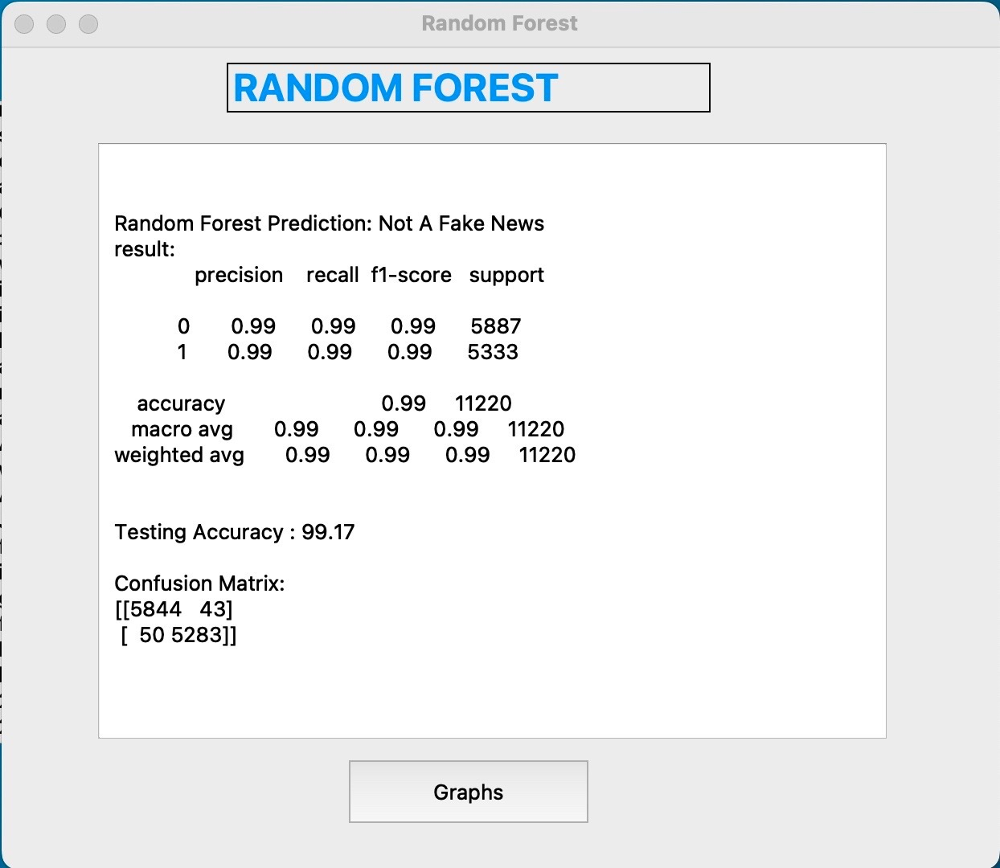 Random Forest
RANDOM FOREST
Random Forest Prediction: Not A Fake News
result:
precision recall f1-score support
0 0.99 0.99 0.99 5887
1 0.99 0.99 0.99 5333
accuracy 0.99 11220
macro avg 0.99 0.99 0.99 11220
weighted avg 0.99 0.99 0.99 11220
Testing Accuracy : 99.17
Confusion Matrix:
[[5844 43]
[ 50 5283]]
Graphs